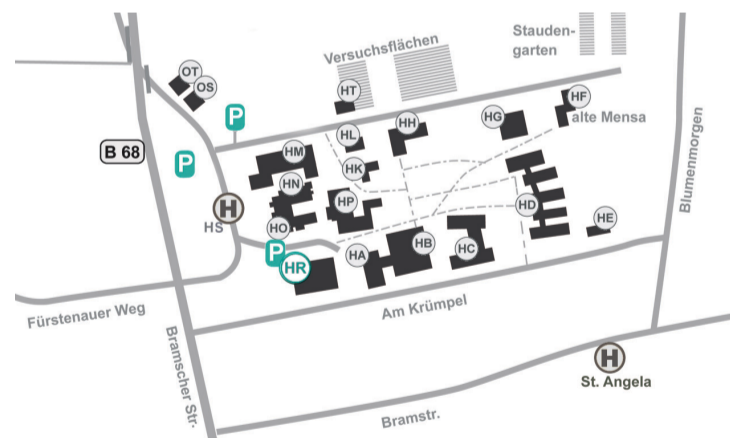 Stauden-
garten
Versuchsflächen
OT
OS
HT
P
HF
alte Mensa
HG
HH
HL
B 68
P
HM
HK
HN
HP
H
HS
HO
HD
HE
Blumenmorgen
P
HR
HA
HB
HC
Fürstenauer Weg
Am Krümpel
Bramscher Str.
H
St. Angela
Bramstr.